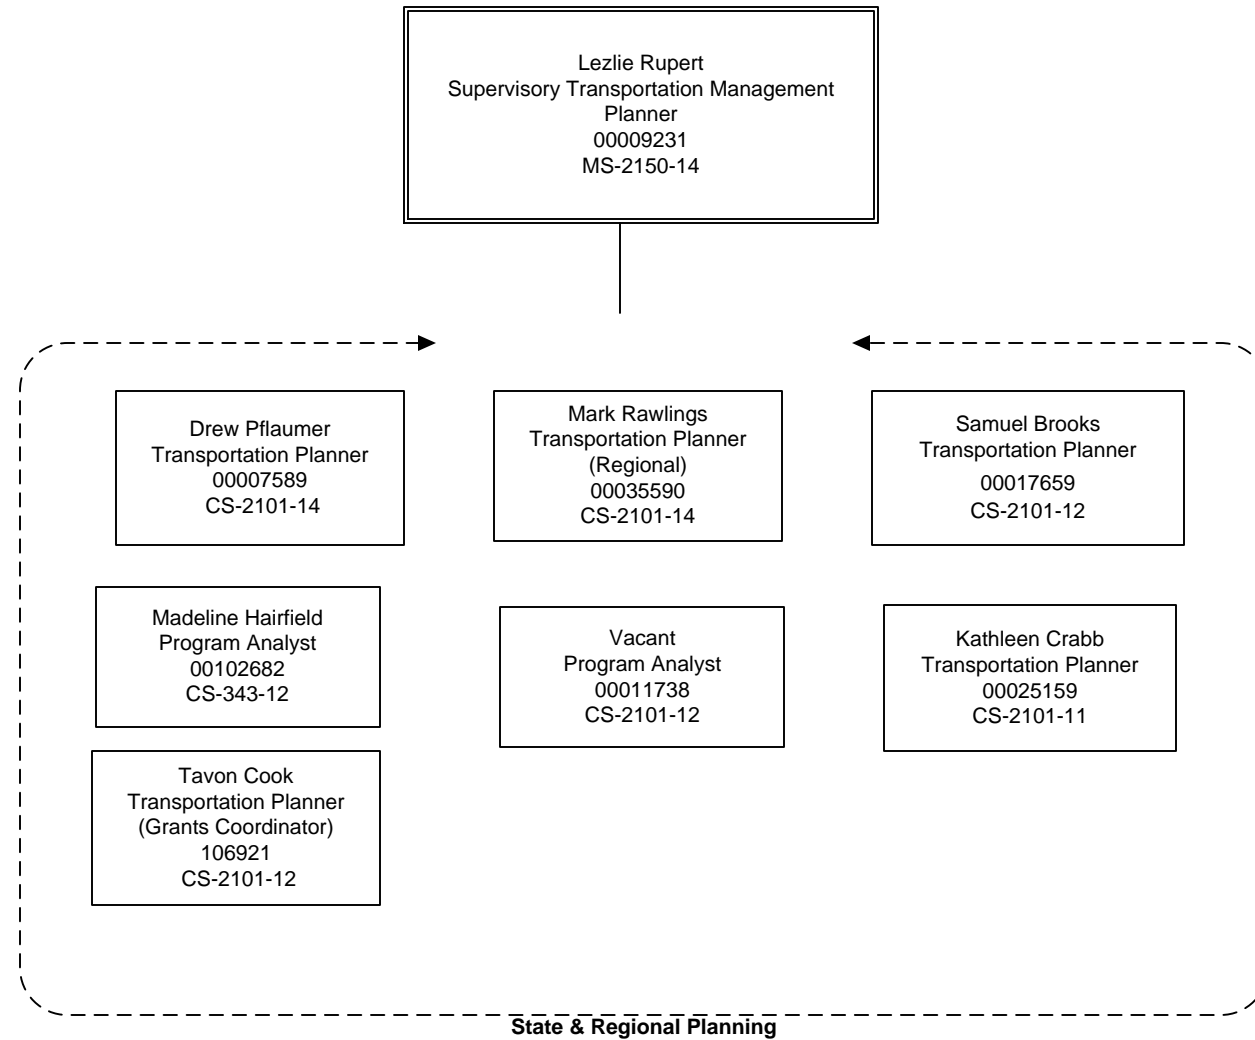 Lezlie Rupert
Supervisory Transportation Management
Planner
00009231
MS-2150-14
Drew Pflaumer
Transportation Planner
00007589
CS-2101-14
Mark Rawlings
Transportation Planner
(Regional)
00035590
CS-2101-14
Samuel Brooks
Transportation Planner
00017659
CS-2101-12
Madeline Hairfield
Program Analyst
00102682
CS-343-12
Vacant
Program Analyst
00011738
CS-2101-12
Kathleen Crabb
Transportation Planner
00025159
CS-2101-11
Tavon Cook
Transportation Planner
(Grants Coordinator)
106921
CS-2101-12
State & Regional Planning